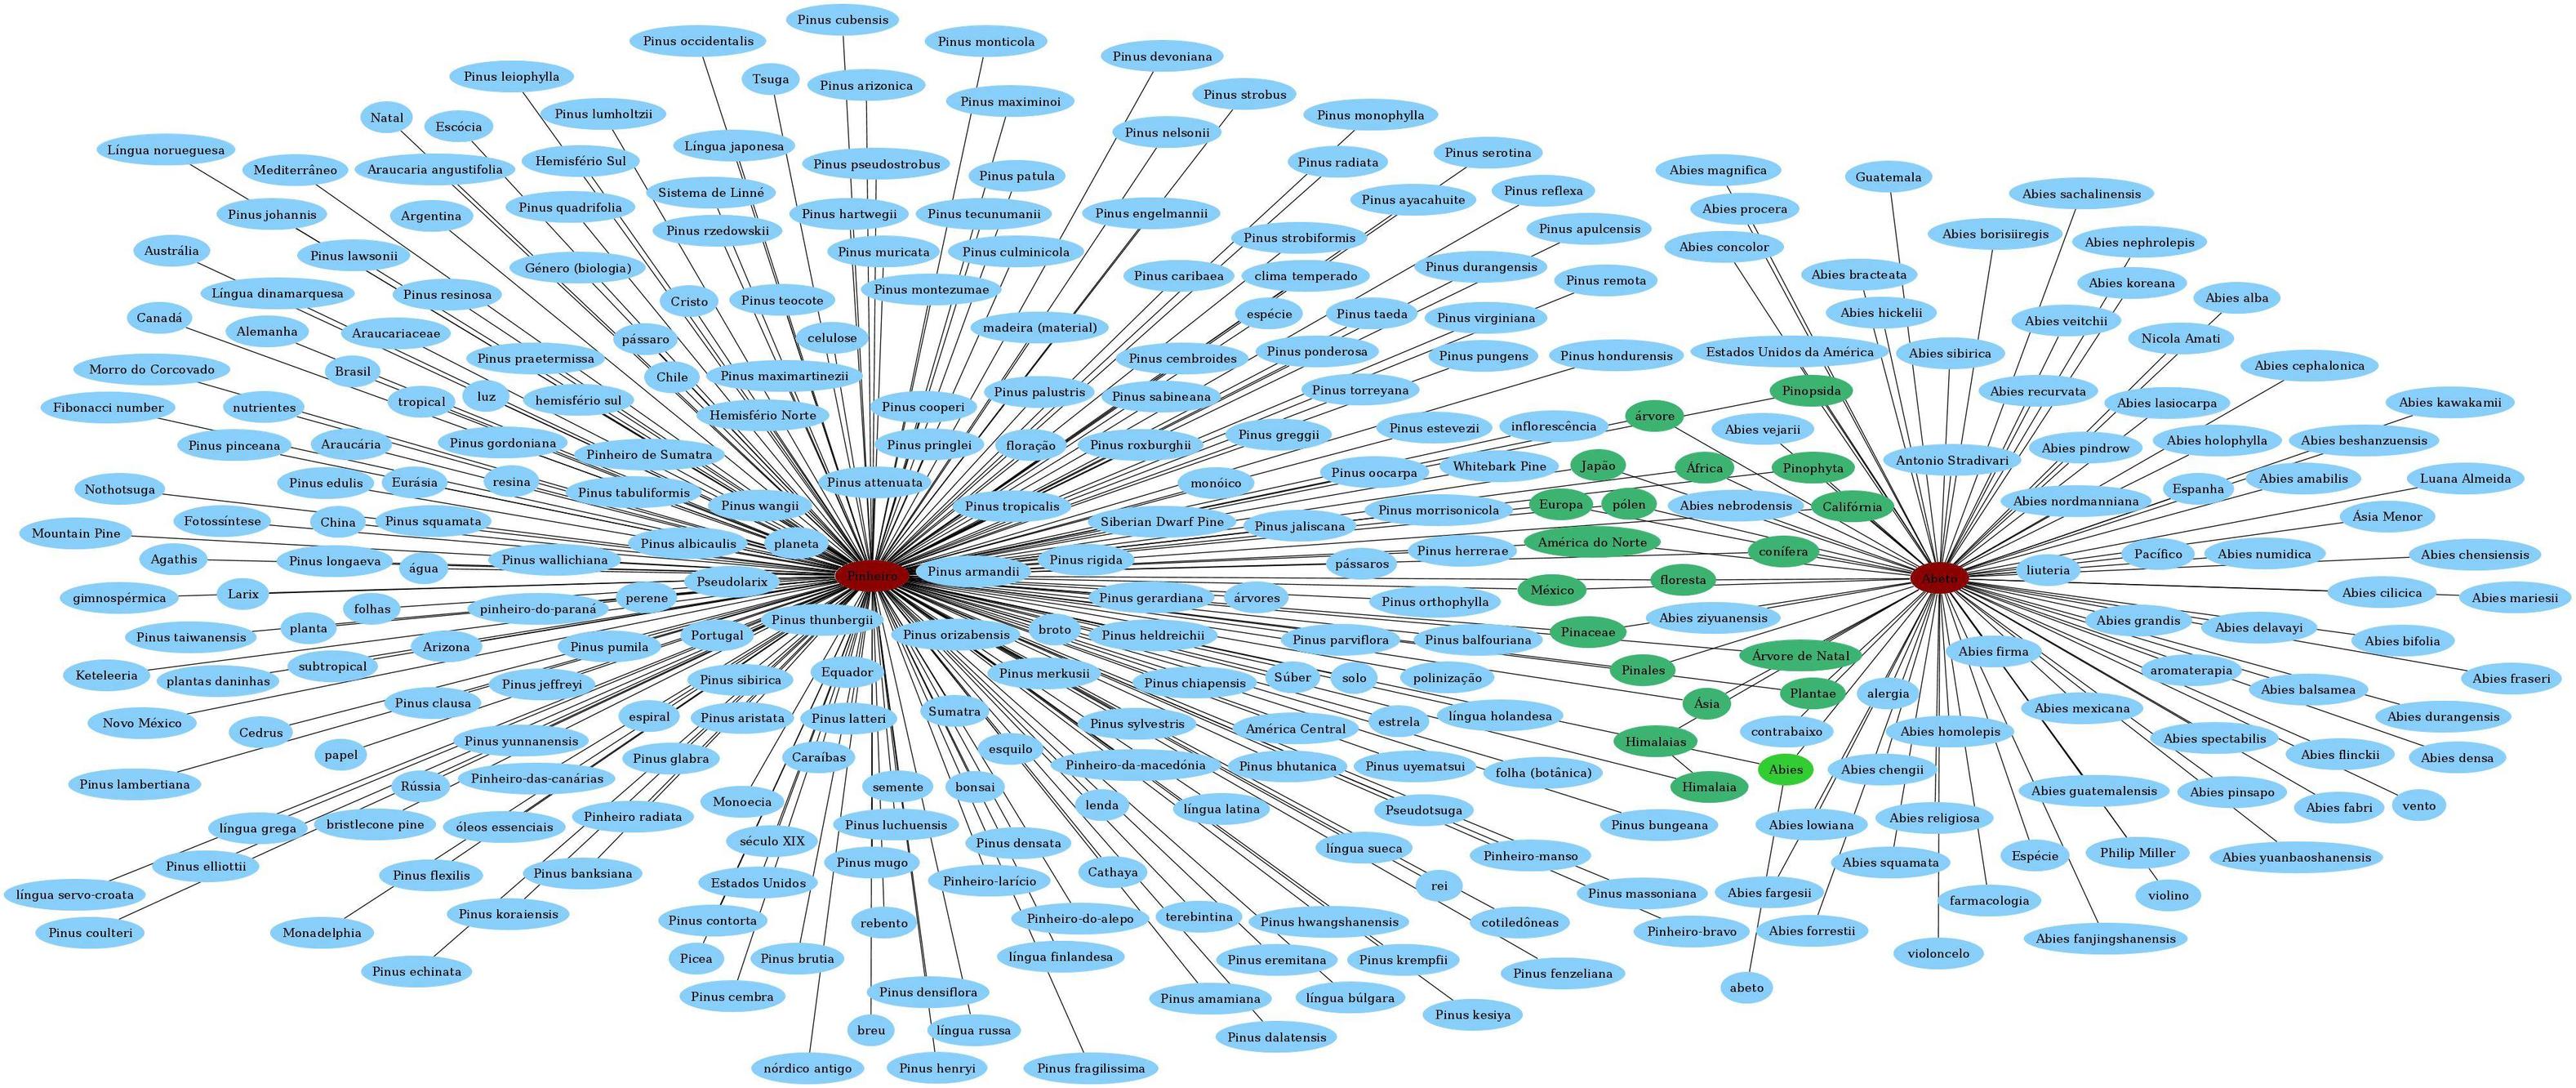 Pinus cubensis
Pinus occidentalis
Pinus monticola
Pinus devoniana
Pinus leiophylla
Tsuga
Pinus arizonica
Pinus strobus
Pinus maximinoi
Natal
Pinus lumholtzii
Pinus monophylla
Escócia
Pinus nelsonii
Língua norueguesa
Língua japonesa
Pinus serotina
Hemisfério Sul
Pinus pseudostrobus
Pinus radiata
Mediterrâneo
Araucaria angustifolia
Abies magnifica
Pinus patula
Guatemala
Sistema de Linné
Pinus reflexa
Abies sachalinensis
Pinus ayacahuite
Pinus quadrifolia
Abies procera
Pinus johannis
Argentina
Pinus hartwegii
Pinus tecunumanii
Pinus engelmannii
Pinus rzedowskii
Pinus apulcensis
Abies borisiiregis
Pinus strobiformis
Abies nephrolepis
Abies concolor
Austrália
Pinus muricata
Pinus culminicola
Pinus lawsonii
Género (biologia)
Pinus durangensis
Pinus caribaea
clima temperado
Abies bracteata
Pinus remota
Abies koreana
Língua dinamarquesa
Pinus resinosa
Pinus montezumae
Abies alba
Cristo
Pinus teocote
Abies hickelii
espécie
Pinus taeda
Canadá
Pinus virginiana
Abies veitchii
madeira (material)
Alemanha
Araucariaceae
pássaro
celulose
Nicola Amati
Estados Unidos da América
Abies sibirica
Pinus ponderosa
Pinus hondurensis
Pinus pungens
Pinus praetermissa
Pinus cembroides
Abies cephalonica
Morro do Corcovado
Brasil
Chile
Pinus maximartinezii
Pinus torreyana
Pinopsida
Abies recurvata
Pinus palustris
luz
Pinus sabineana
hemisfério sul
tropical
Abies lasiocarpa
Abies kawakamii
Fibonacci number
nutrientes
Pinus cooperi
Hemisfério Norte
árvore
inflorescência
Pinus estevezii
Abies vejarii
Pinus greggii
Abies holophylla
Abies beshanzuensis
Pinus pinceana
Araucária
Pinus gordoniana
Pinus pringlei
floração
Pinus roxburghii
Abies pindrow
Pinheiro de Sumatra
Antonio Stradivari
Japão
África
Pinophyta
Whitebark Pine
Pinus oocarpa
Abies amabilis
Luana Almeida
Pinus edulis
Eurásia
resina
Pinus attenuata
monóico
Nothotsuga
Espanha
Pinus tabuliformis
Abies nordmanniana
Pinus wangii
Pinus tropicalis
Europa
pólen
Abies nebrodensis
Califórnia
Pinus morrisonicola
Ásia Menor
Fotossíntese
China
Pinus squamata
Siberian Dwarf Pine
Pinus jaliscana
Mountain Pine
Pinus albicaulis
planeta
América do Norte
Pinus herrerae
conífera
Pacífico
Abies numidica
Abies chensiensis
Agathis
Pinus longaeva
água
Pinus wallichiana
Pinus rigida
pássaros
Pinus armandii
liuteria
Pinheiro
Abeto
Pseudolarix
floresta
México
gimnospérmica
Larix
perene
Pinus gerardiana
árvores
Pinus orthophylla
Abies cilicica
Abies mariesii
folhas
pinheiro-do-paraná
Pinus thunbergii
Abies ziyuanensis
Abies grandis
Pinus taiwanensis
planta
Portugal
Pinus orizabensis
broto
Pinus heldreichii
Pinus parviflora
Pinus balfouriana
Pinaceae
Abies delavayi
Abies bifolia
Arizona
Pinus pumila
Abies firma
Árvore de Natal
subtropical
Keteleeria
plantas daninhas
Equador
Pinus merkusii
Súber
solo
polinização
Pinales
aromaterapia
Abies fraseri
Pinus jeffreyi
Pinus sibirica
Pinus chiapensis
Plantae
alergia
Abies balsamea
Pinus clausa
Ásia
Abies mexicana
Novo México
espiral
Pinus aristata
Pinus latteri
Sumatra
Pinus sylvestris
estrela
língua holandesa
Abies durangensis
Cedrus
América Central
contrabaixo
Abies homolepis
Abies spectabilis
Pinus yunnanensis
Himalaias
esquilo
papel
Pinus glabra
Caraíbas
Pinheiro-da-macedónia
Pinus bhutanica
Pinus uyematsui
folha (botânica)
Abies
Abies chengii
Abies flinckii
Abies densa
Pinus lambertiana
Rússia
Pinheiro-das-canárias
semente
bonsai
Himalaia
Abies guatemalensis
Abies pinsapo
Monoecia
lenda
língua latina
Pseudotsuga
Abies fabri
vento
língua grega
bristlecone pine
óleos essenciais
Pinheiro radiata
Pinus luchuensis
Pinus bungeana
Abies lowiana
Abies religiosa
século XIX
Pinus densata
língua sueca
Pinheiro-manso
Espécie
Philip Miller
Abies yuanbaoshanensis
Pinus elliottii
Pinus flexilis
Pinus banksiana
Pinus mugo
Cathaya
Abies squamata
Estados Unidos
Pinheiro-larício
rei
Pinus massoniana
Abies fargesii
farmacologia
violino
língua servo-croata
Pinus koraiensis
Pinus contorta
rebento
Pinheiro-do-alepo
terebintina
Pinus hwangshanensis
cotiledôneas
Pinheiro-bravo
Abies forrestii
Abies fanjingshanensis
Pinus coulteri
Monadelphia
Picea
Pinus brutia
língua finlandesa
Pinus eremitana
Pinus krempfii
violoncelo
Pinus echinata
Pinus fenzeliana
Pinus cembra
Pinus densiflora
Pinus amamiana
língua búlgara
abeto
Pinus kesiya
breu
língua russa
Pinus dalatensis
nórdico antigo
Pinus henryi
Pinus fragilissima